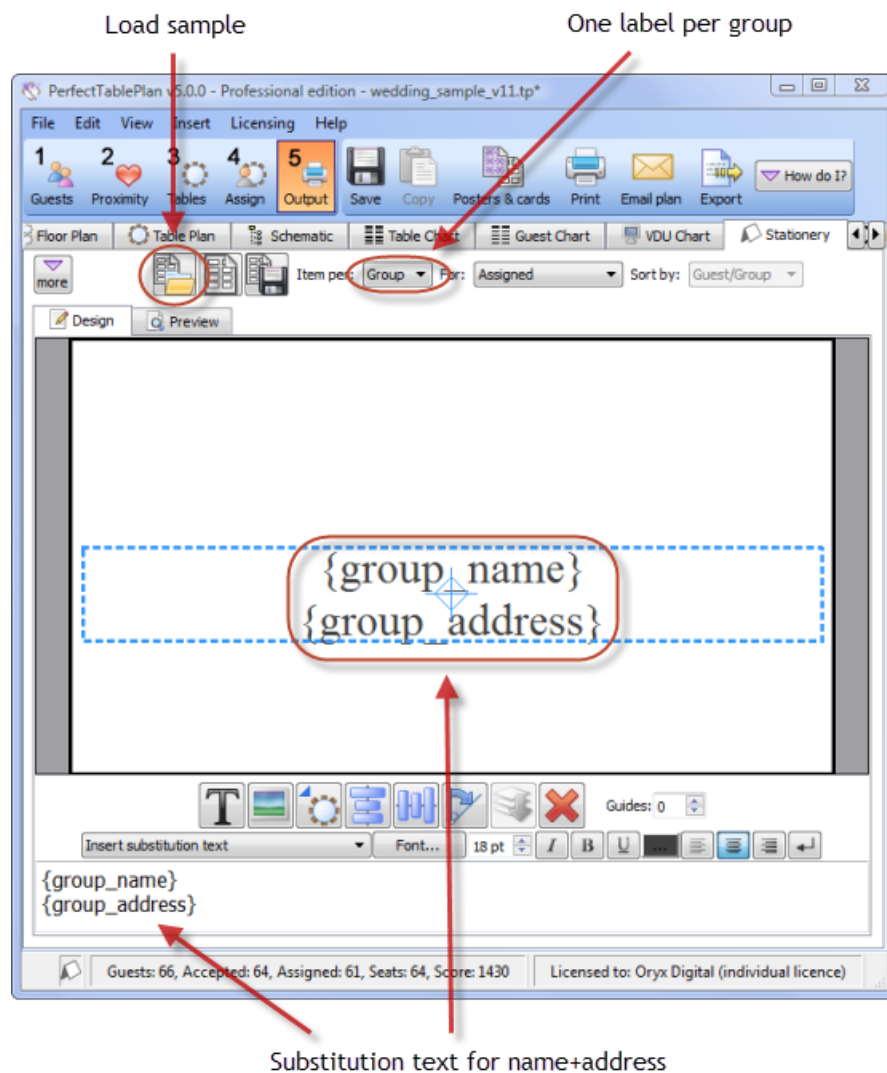 Load sample
One label per group
PerfectTablePlan v5.0.0 - Professional edition - wedding_sample_v11.tp*
File Edit View Insert Licensing Help
1 2 3 4 5
Guests Proximity Tables Assign Output Save Copy Posters & cards Print Email plan Export How do I?
Floor Plan Table Plan Schematic Table Chart Guest Chart VDU Chart Stationery
more Item per: Group For: Assigned Sort by: Guest/Group
Design Preview
{group_name}
{group_address}
T Guides: 0
Insert substitution text Font... 18 pt I B U ...
{group_name}
{group_address}
Guests: 66, Accepted: 64, Assigned: 61, Seats: 64, Score: 1430 Licensed to: Oryx Digital (individual licence)
Substitution text for name+address